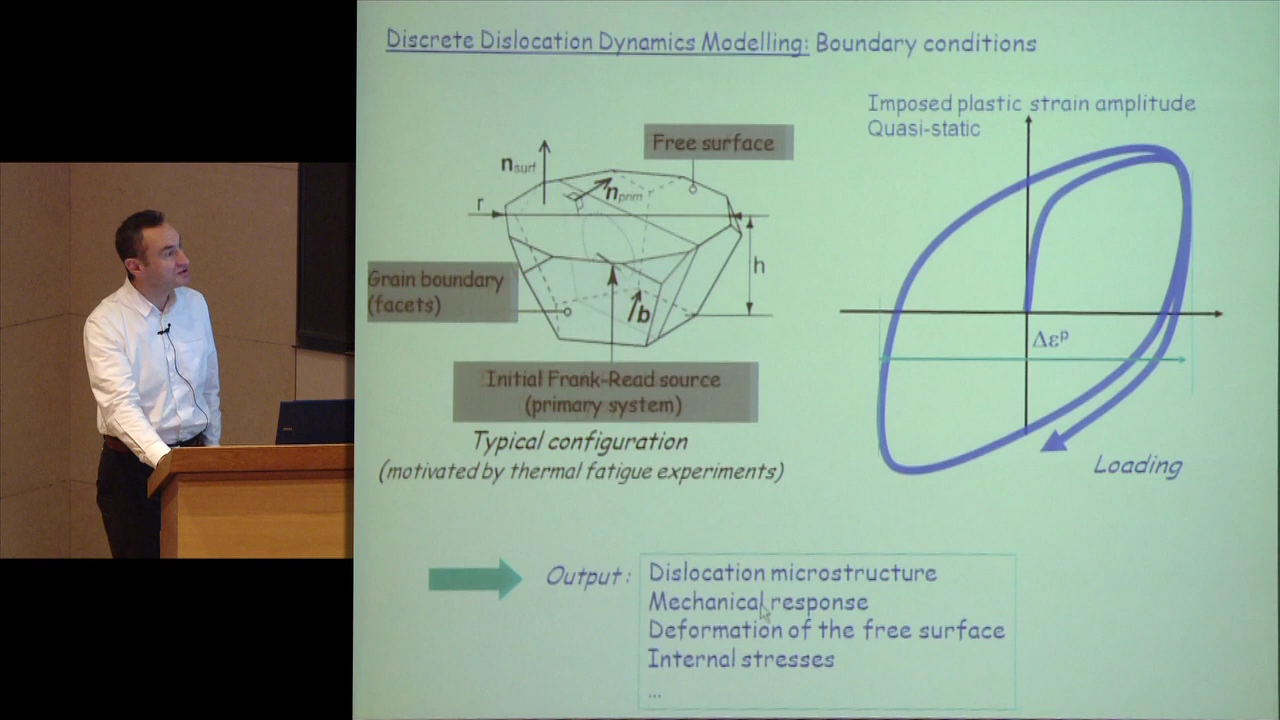 Discrete Dislocation Dynamics Modelling: Boundary conditions
Imposed plastic strain amplitude
Quasi-static
Free surface
nsurf
nprim
r
h
Grain boundary
(facets)
b
Δεᵖ
Initial Frank-Read source
(primary system)
Typical configuration
(motivated by thermal fatigue experiments)
Loading
Output :
Dislocation microstructure
Mechanical response
Deformation of the free surface
Internal stresses
...